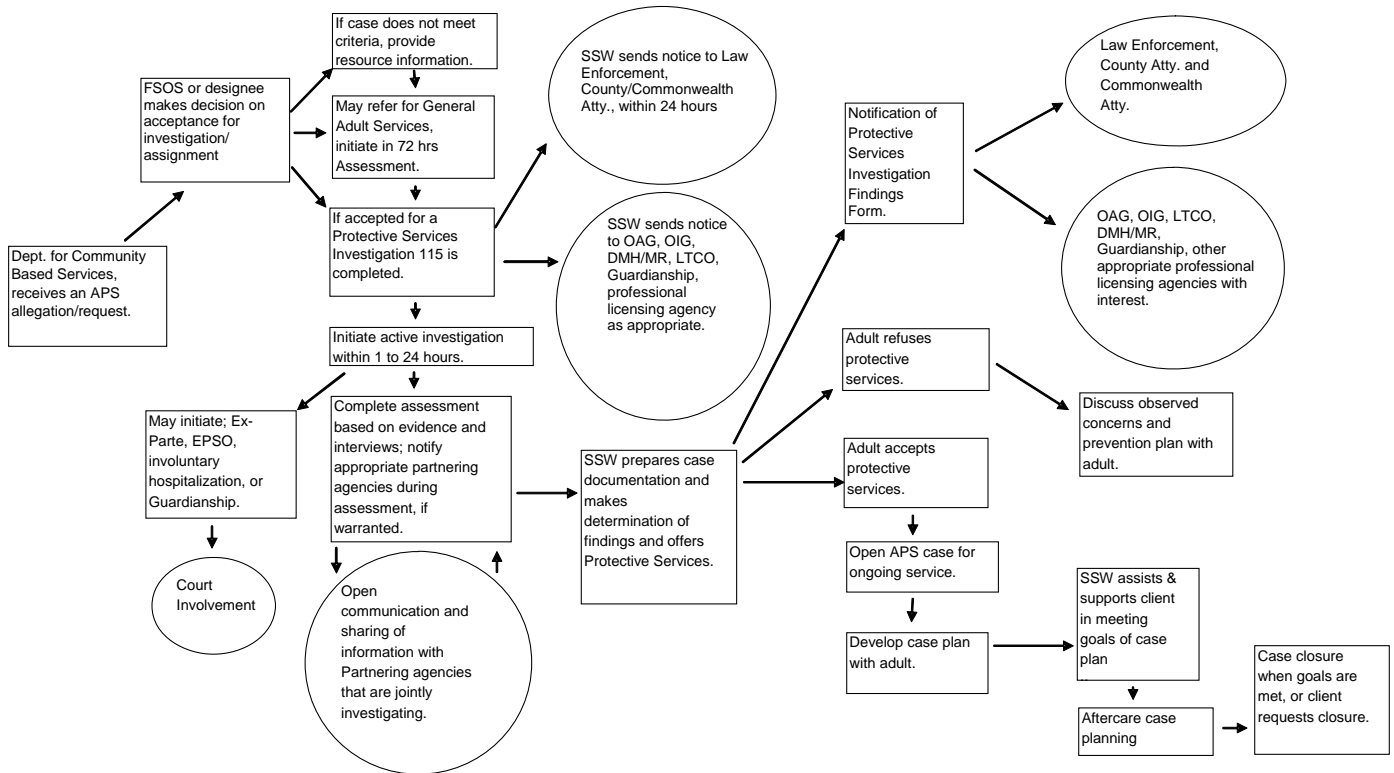 Dept. for Community
Based Services,
receives an APS
allegation/request.
FSOS or designee
makes decision on
acceptance for
investigation/
assignment
If case does not meet
criteria, provide
resource information.
May refer for General
Adult Services,
initiate in 72 hrs
Assessment.
If accepted for a
Protective Services
Investigation 115 is
completed.
SSW sends notice to Law
Enforcement,
County/Commonwealth
Atty., within 24 hours
SSW sends notice
to OAG, OIG,
DMH/MR, LTCO,
Guardianship,
professional
licensing agency
as appropriate.
Initiate active investigation
within 1 to 24 hours.
May initiate; Ex-
Parte, EPSO,
involuntary
hospitalization, or
Guardianship.
Court
Involvement
Complete assessment
based on evidence and
interviews; notify
appropriate partnering
agencies during
assessment, if
warranted.
Open
communication and
sharing of
information with
Partnering agencies
that are jointly
investigating.
SSW prepares case
documentation and
makes
determination of
findings and offers
Protective Services.
Notification of
Protective
Services
Investigation
Findings
Form.
Law Enforcement,
County Atty. and
Commonwealth
Atty.
OAG, OIG, LTCO,
DMH/MR,
Guardianship, other
appropriate professional
licensing agencies with
interest.
Adult refuses
protective
services.
Discuss observed
concerns and
prevention plan with
adult.
Adult accepts
protective
services.
Open APS case for
ongoing service.
Develop case plan
with adult.
SSW assists &
supports client
in meeting
goals of case
plan
..
Aftercare case
planning
Case closure
when goals are
met, or client
requests closure.